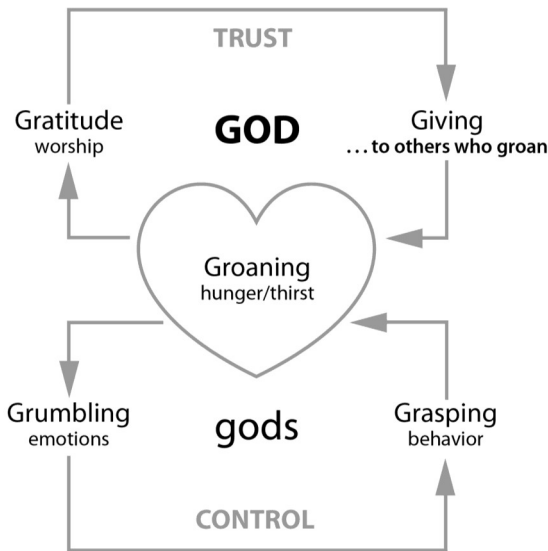 TRUST
Gratitude
worship
GOD
Giving
...to others who groan
Groaning
hunger/thirst
Grumbling
emotions
gods
Grasping
behavior
CONTROL